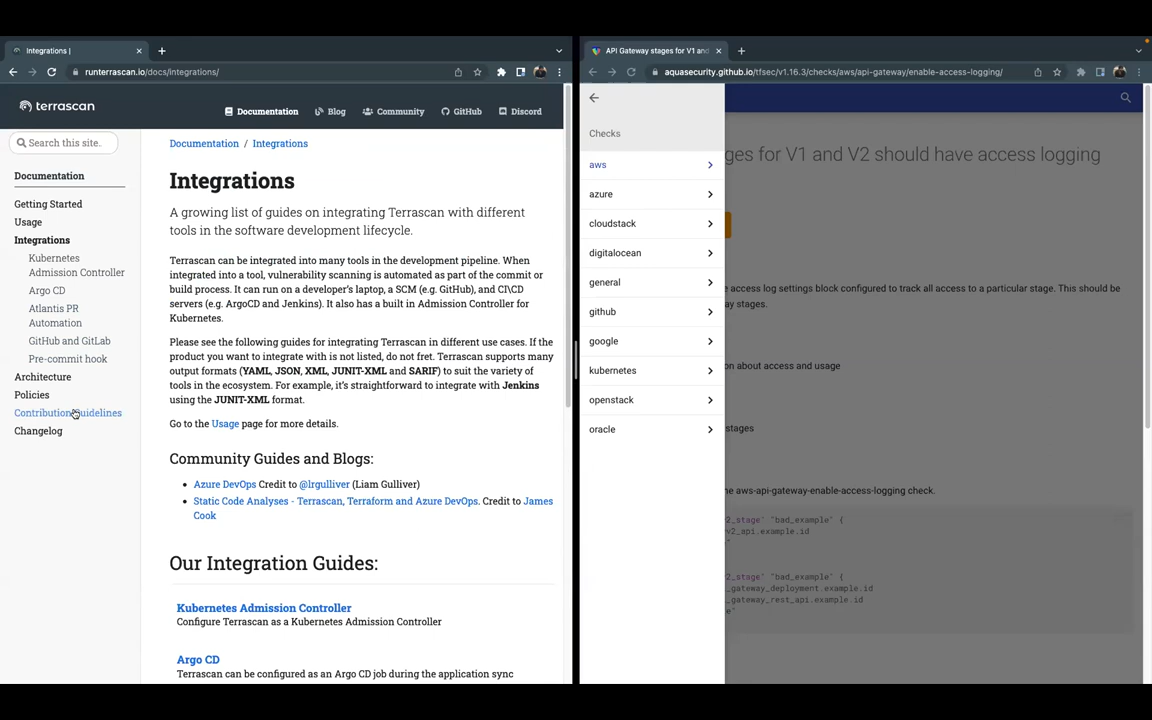 Integrations |
runterrascan.io/docs/integrations/
terrascan
Documentation
Blog
Community
GitHub
Discord
Search this site..
Documentation
Getting Started
Usage
Integrations
Kubernetes
Admission Controller
Argo CD
Atlantis PR
Automation
GitHub and GitLab
Pre-commit hook
Architecture
Policies
Contribution Guidelines
Changelog
Documentation / Integrations
Integrations
A growing list of guides on integrating Terrascan with different
tools in the software development lifecycle.
Terrascan can be integrated into many tools in the development pipeline. When
integrated into a tool, vulnerability scanning is automated as part of the commit or
build process. It can run on a developer's laptop, a SCM (e.g. GitHub), and CI\CD
servers (e.g. ArgoCD and Jenkins). It also has a built in Admission Controller for
Kubernetes.
Please see the following guides for integrating Terrascan in different use cases. If the
product you want to integrate with is not listed, do not fret. Terrascan supports many
output formats (YAML, JSON, XML, JUNIT-XML and SARIF) to suit the variety of
tools in the ecosystem. For example, it's straightforward to integrate with Jenkins
using the JUNIT-XML format.
Go to the Usage page for more details.
Community Guides and Blogs:
Azure DevOps Credit to @lrgulliver (Liam Gulliver)
Static Code Analyses - Terrascan, Terraform and Azure DevOps. Credit to James
Cook
Our Integration Guides:
Kubernetes Admission Controller
Configure Terrascan as a Kubernetes Admission Controller
Argo CD
Terrascan can be configured as an Argo CD job during the application sync
API Gateway stages for V1 and
aquasecurity.github.io/tfsec/v1.16.3/checks/aws/api-gateway/enable-access-logging/
Checks
aws
azure
cloudstack
digitalocean
general
github
google
kubernetes
openstack
oracle
ges for V1 and V2 should have access logging
e access log settings block configured to track all access to a particular stage. This should be
ay stages.
on about access and usage
stages
he aws-api-gateway-enable-access-logging check.
v2_stage" "bad_example" {
v2_api.example.id
"
v2_stage" "bad_example" {
_gateway_deployment.example.id
_gateway_rest_api.example.id
e"